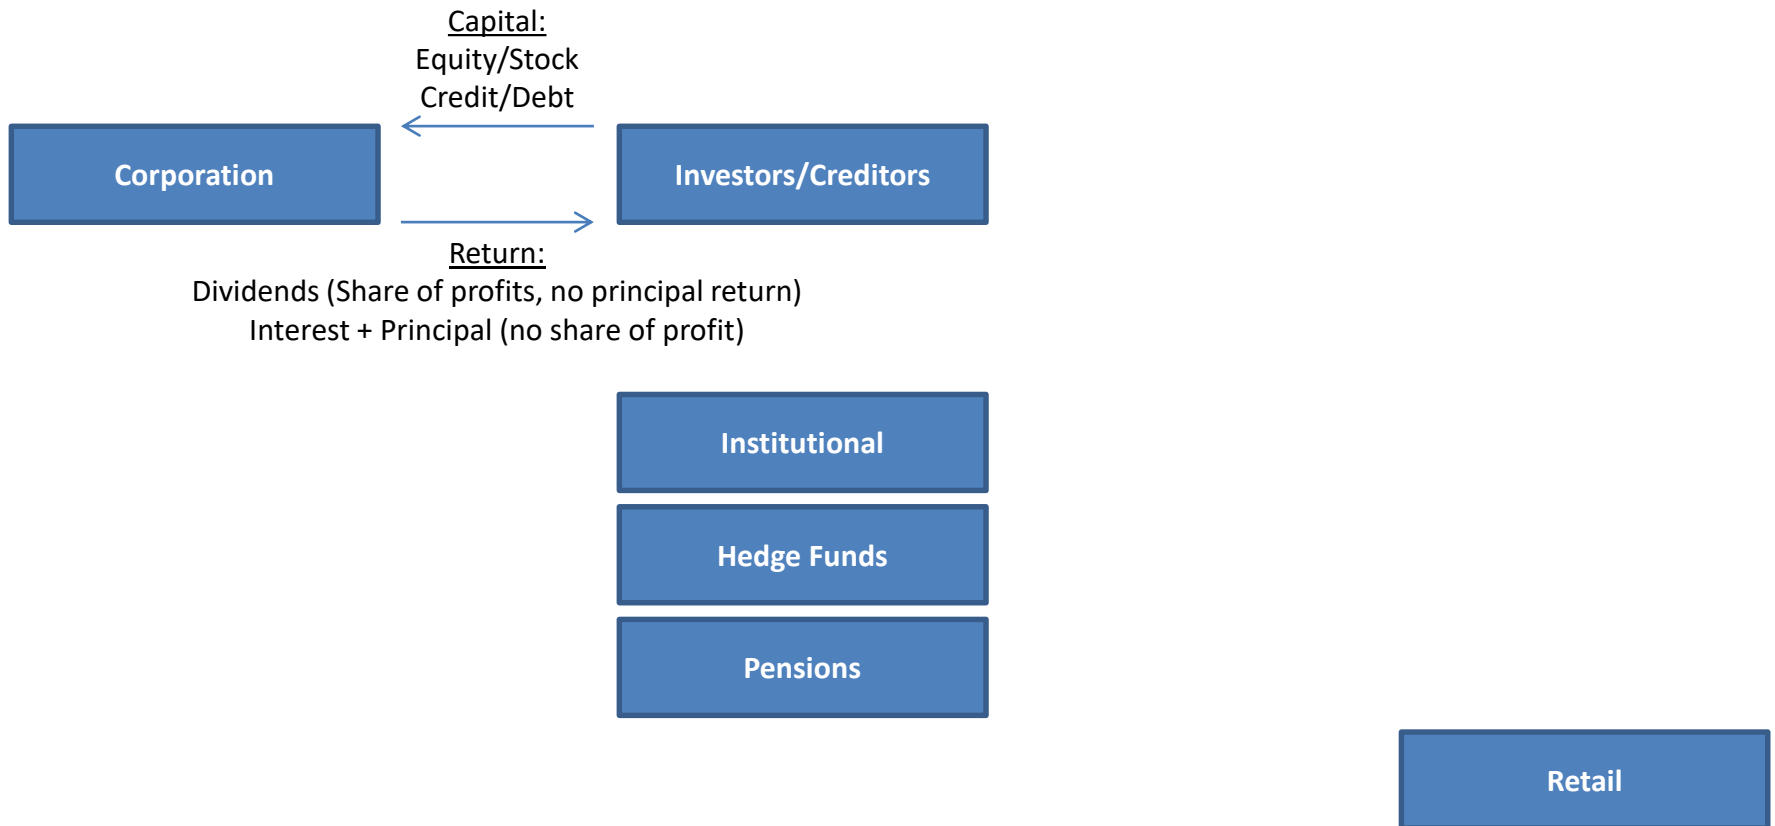 Capital:
Equity/Stock
Credit/Debt
Corporation
Investors/Creditors
Return:
Dividends (Share of profits, no principal return)
Interest + Principal (no share of profit)
Institutional
Hedge Funds
Pensions
Retail